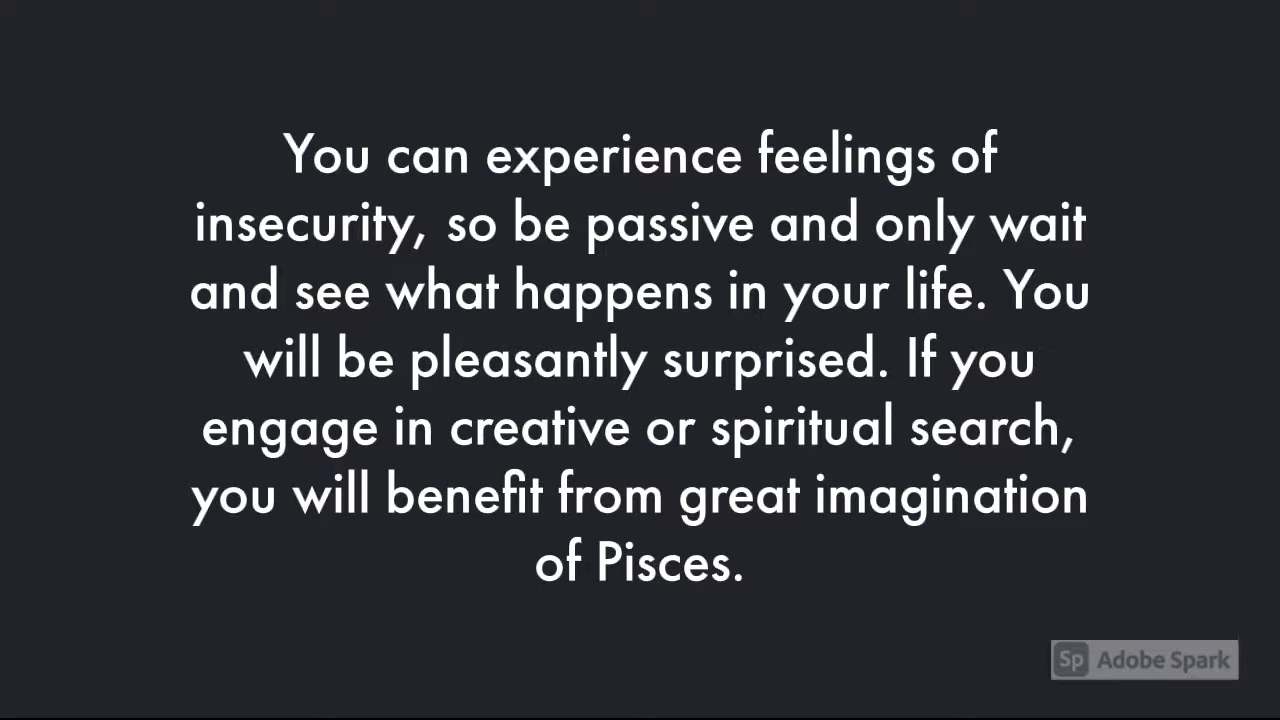 You can experience feelings of
insecurity, so be passive and only wait
and see what happens in your life. You
will be pleasantly surprised. If you
engage in creative or spiritual search,
you will benefit from great imagination
of Pisces.
Sp Adobe Spark